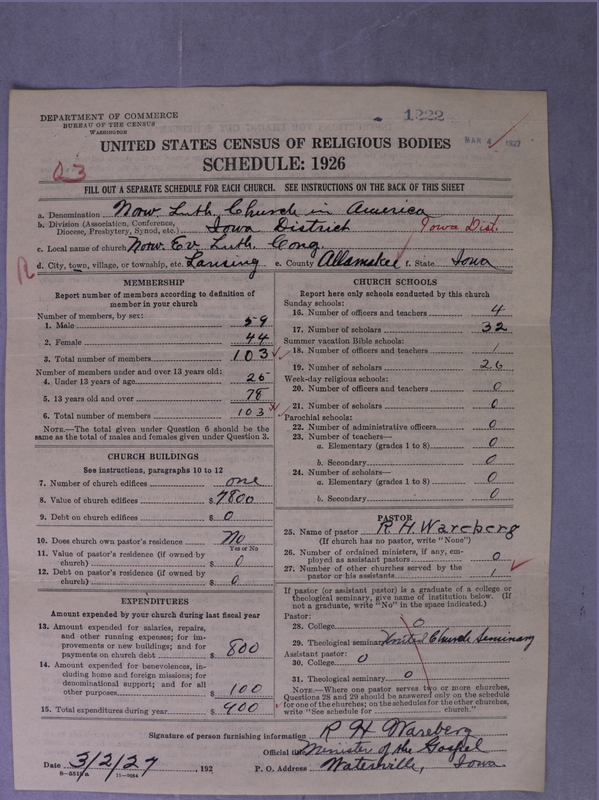 DEPARTMENT OF COMMERCE
BUREAU OF THE CENSUS
WASHINGTON
1222
MAR 4 1927
UNITED STATES CENSUS OF RELIGIOUS BODIES
SCHEDULE: 1926
FILL OUT A SEPARATE SCHEDULE FOR EACH CHURCH. SEE INSTRUCTIONS ON THE BACK OF THIS SHEET
a. Denomination Norw. Luth. Church in America
b. Division (Association, Conference, Diocese, Presbytery, Synod, etc.) Iowa District Iowa Dist.
c. Local name of church Norw. Ev. Luth. Cong.
d. City, town, village, or township, etc. Lansing e. County Allamakee f. State Iowa
MEMBERSHIP
Report number of members according to definition of
member in your church
Number of members, by sex:
1. Male 59
2. Female 44
3. Total number of members 103
Number of members under and over 13 years old:
4. Under 13 years of age 25
5. 13 years old and over 78
6. Total number of members 103
NOTE.—The total given under Question 6 should be the
same as the total of males and females given under Question 3.
CHURCH BUILDINGS
See instructions, paragraphs 10 to 12
7. Number of church edifices one
8. Value of church edifices $ 7800
9. Debt on church edifices $ 0
10. Does church own pastor's residence No
Yes or No
11. Value of pastor's residence (if owned by
church) $ 0
12. Debt on pastor's residence (if owned by
church) $ 0
EXPENDITURES
Amount expended by your church during last fiscal year
13. Amount expended for salaries, repairs,
and other running expenses; for im-
provements or new buildings; and for
payments on church debt $ 800
14. Amount expended for benevolences, in-
cluding home and foreign missions; for
denominational support; and for all
other purposes $ 100
15. Total expenditures during year $ 900
CHURCH SCHOOLS
Report here only schools conducted by this church
Sunday schools:
16. Number of officers and teachers 4
17. Number of scholars 32
Summer vacation Bible schools:
18. Number of officers and teachers 1
19. Number of scholars 26
Week-day religious schools:
20. Number of officers and teachers 0
21. Number of scholars 0
Parochial schools:
22. Number of administrative officers 0
23. Number of teachers—
a. Elementary (grades 1 to 8) 0
b. Secondary 0
24. Number of scholars—
a. Elementary (grades 1 to 8) 0
b. Secondary 0
PASTOR
25. Name of pastor R. H. Wareberg
(If church has no pastor, write "None")
26. Number of ordained ministers, if any, em-
ployed as assistant pastors 0
27. Number of other churches served by the
pastor or his assistants 1
If pastor (or assistant pastor) is a graduate of a college or
theological seminary, give name of institution below. (If
not a graduate, write "No" in the space indicated.)
Pastor:
28. College 0
29. Theological seminary United Church Seminary
Assistant pastor:
30. College 0
31. Theological seminary 0
NOTE.—Where one pastor serves two or more churches,
Questions 28 and 29 should be answered only on the schedule
for one of the churches; on the schedules for the other churches,
write "See schedule for church."
Signature of person furnishing information R H Wareberg
Official title Minister of the Gospel
Date 3/2/27, 192 P. O. Address Waterville, Iowa
8-5518a 11-9664